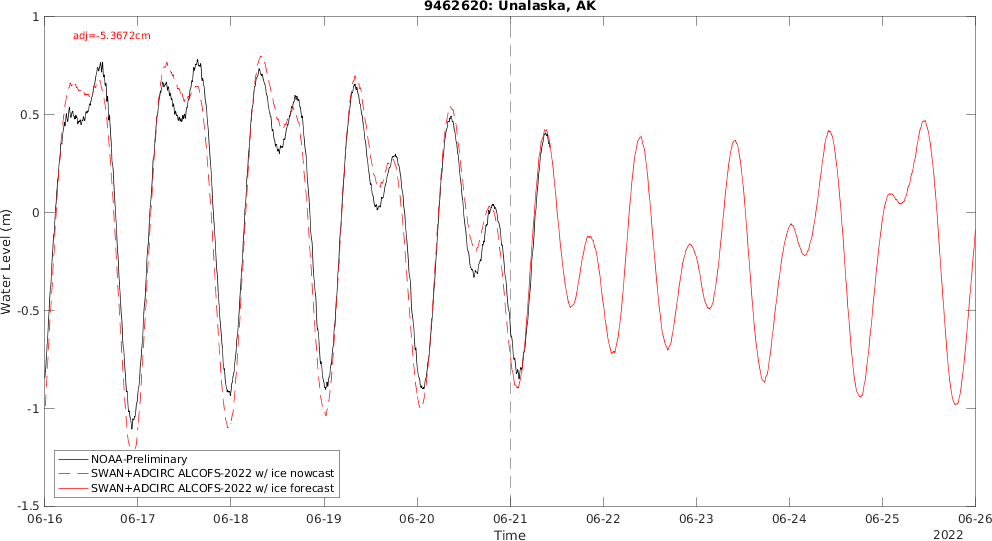 9462620: Unalaska, AK
adj=-5.3672cm
1
0.5
0
-0.5
-1
-1.5
Water Level (m)
NOAA-Preliminary
SWAN+ADCIRC ALCOFS-2022 w/ ice nowcast
SWAN+ADCIRC ALCOFS-2022 w/ ice forecast
06-16 06-17 06-18 06-19 06-20 06-21 06-22 06-23 06-24 06-25 06-26
Time
2022